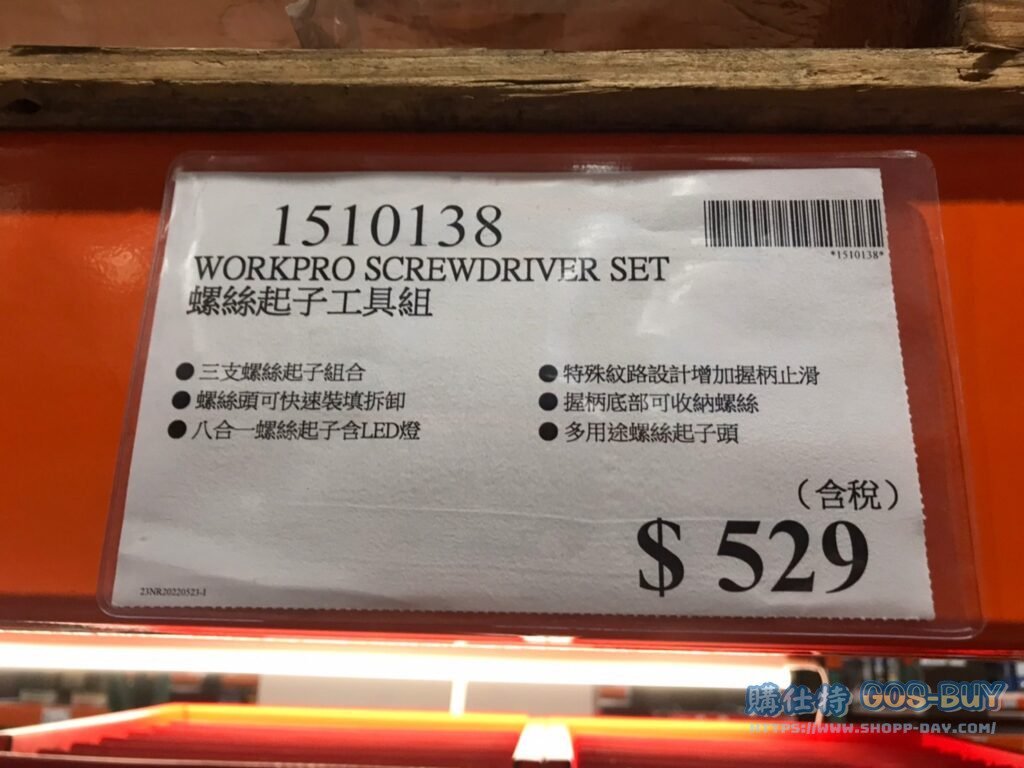 1510138
*1510138*
WORKPRO SCREWDRIVER SET
螺絲起子工具組
●三支螺絲起子組合
●螺絲頭可快速裝填拆卸
●八合一螺絲起子含LED燈
●特殊紋路設計增加握柄止滑
●握柄底部可收納螺絲
●多用途螺絲起子頭
（含稅）
$ 529
23NR20220523-I
購仕特 COS-BUY
HTTPS://WWW.SHOPP-DAY.COM/